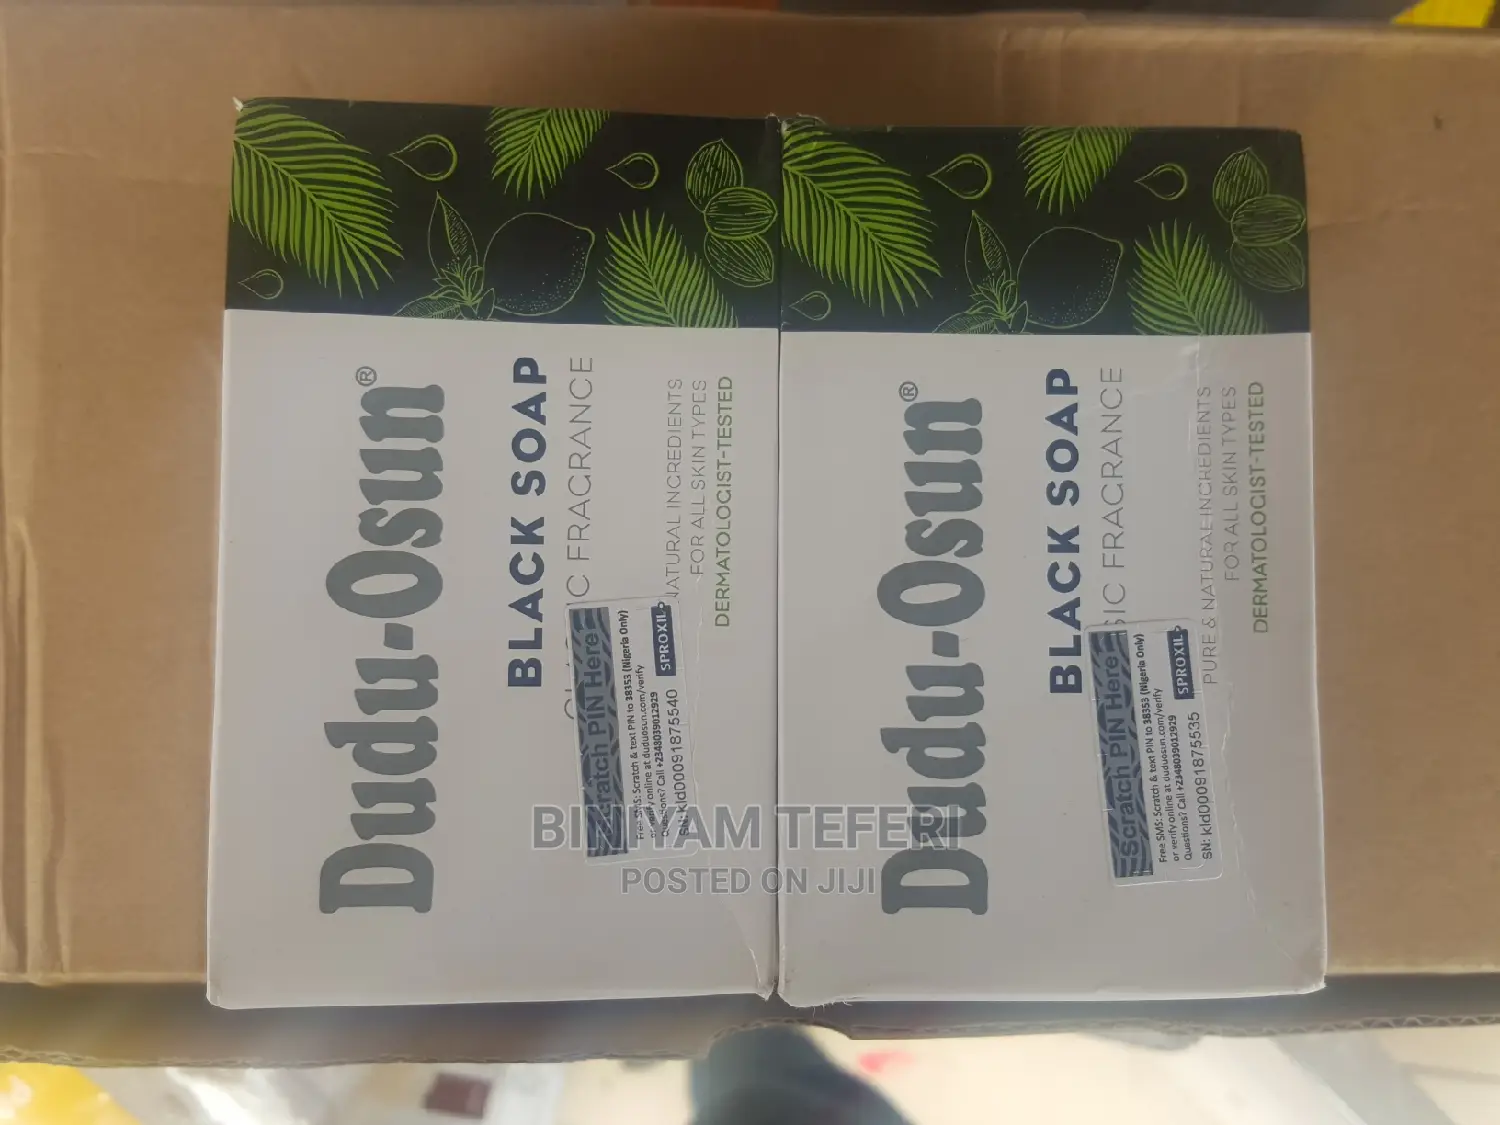 Dudu-Osun®
BLACK SOAP
FRAGRANCE
NATURAL INGREDIENTS
FOR ALL SKIN TYPES
DERMATOLOGIST-TESTED
Scratch PIN Here
Free SMS: Scratch & text PIN to 38353 (Nigeria Only)
or verify online at duduosun.com/verify
Questions? Call +2348039012929
SN: kld00091875540
SPROXIL
Dudu-Osun®
BLACK SOAP
SIC FRAGRANCE
PURE & NATURAL INGREDIENTS
FOR ALL SKIN TYPES
DERMATOLOGIST-TESTED
Scratch PIN Here
Free SMS: Scratch & text PIN to 38353 (Nigeria Only)
or verify online at duduosun.com/verify
Questions? Call +2348039012929
SN: kld00091875535
SPROXIL
BINIYAM TEFERI
POSTED ON JIJI